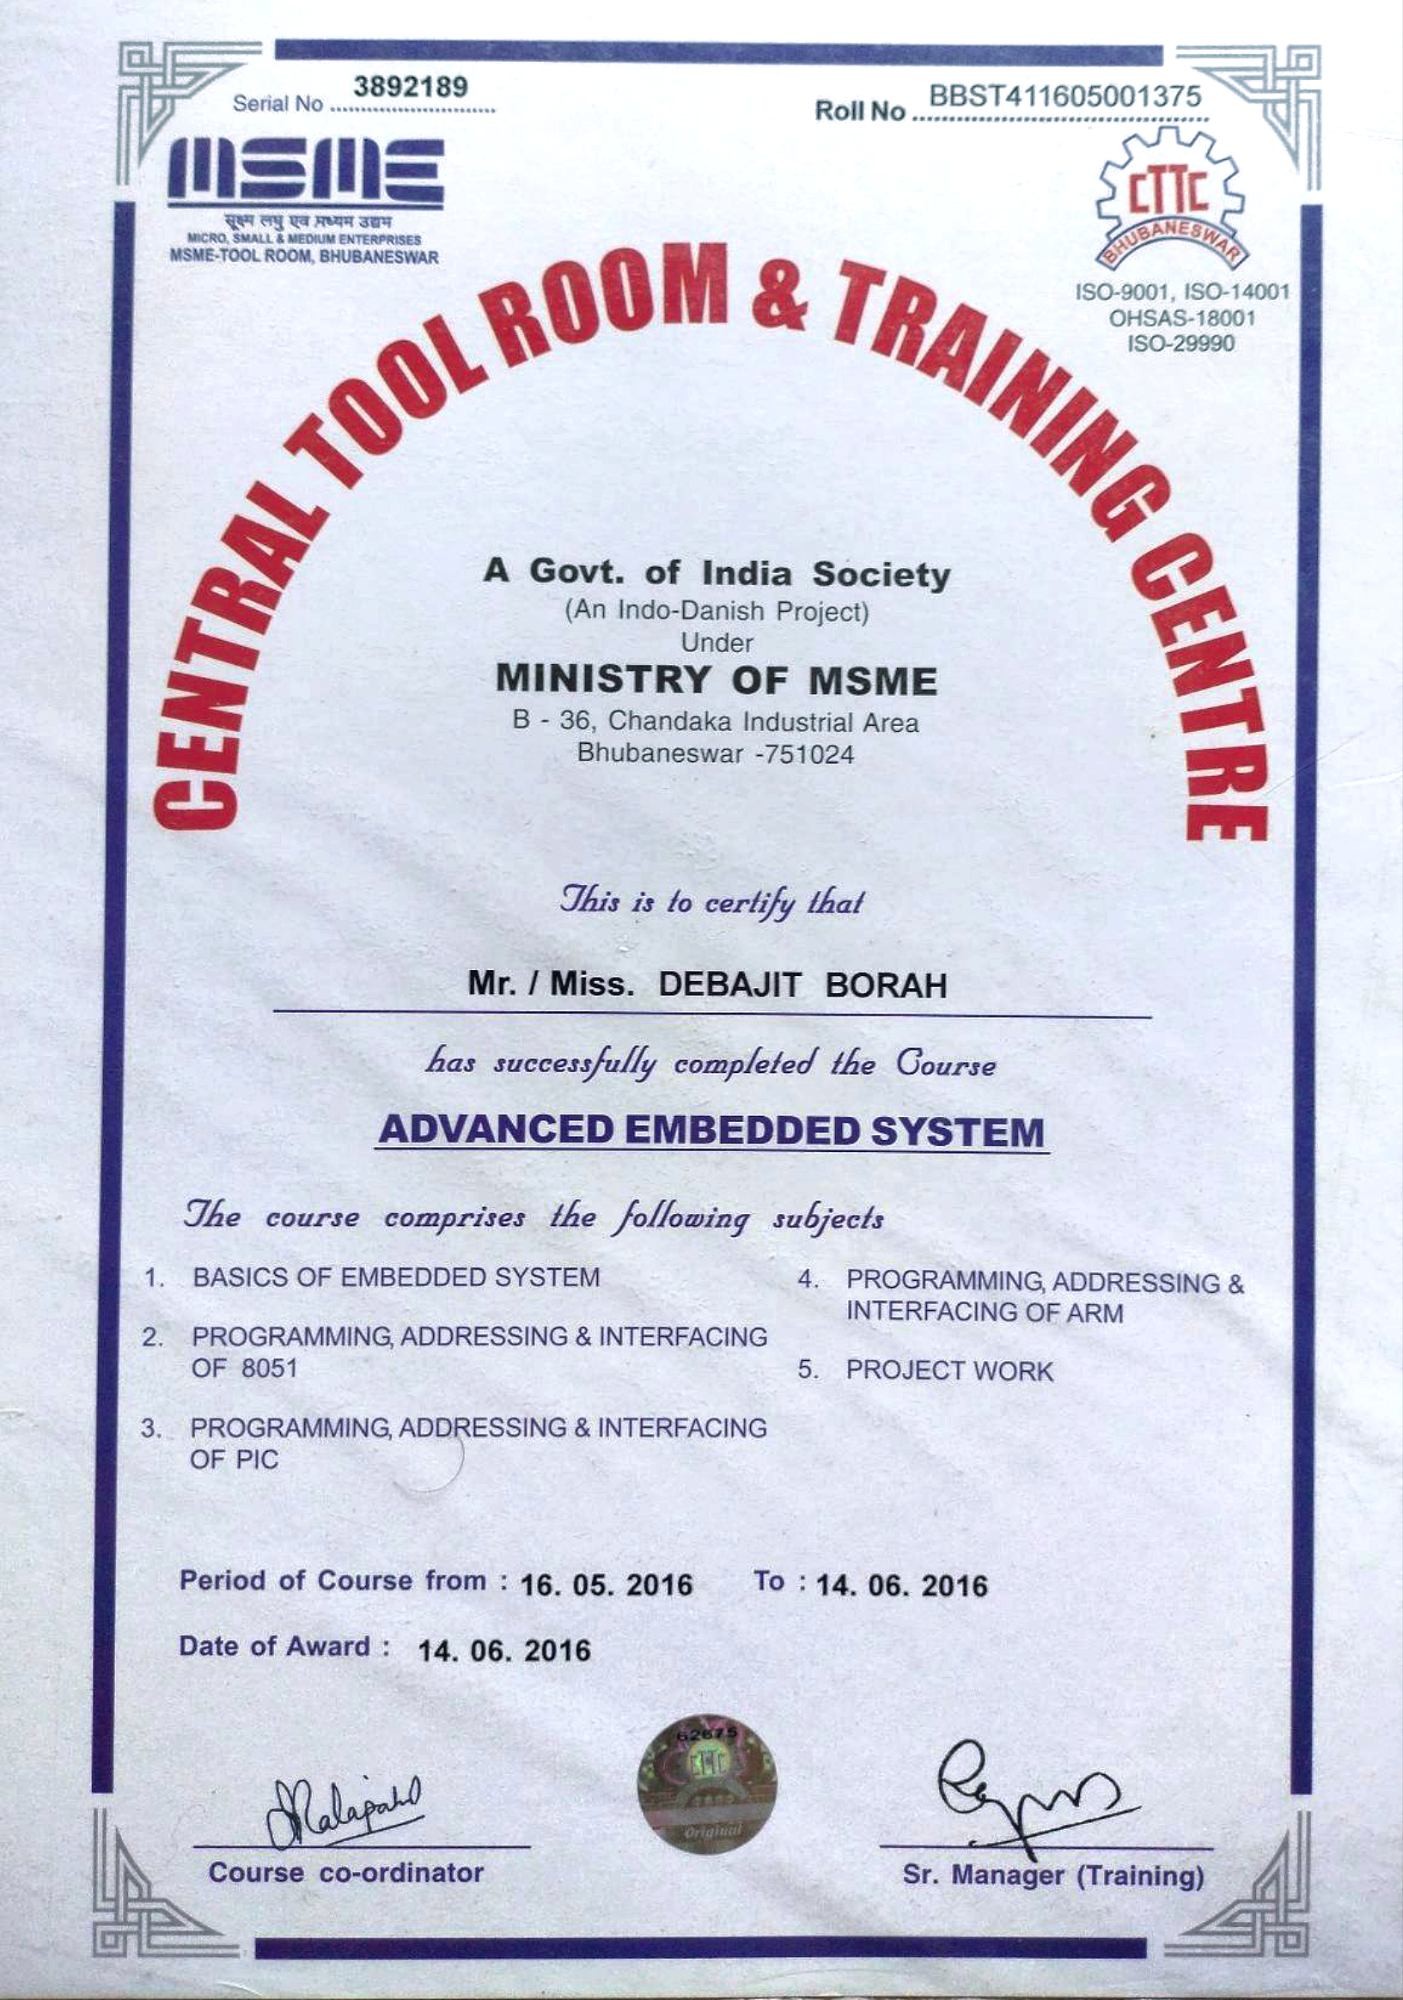 Serial No 3892189
Roll No BBST411605001375
MSME
सूक्ष्म लघु एवं मध्यम उद्यम
MICRO, SMALL & MEDIUM ENTERPRISES
MSME-TOOL ROOM, BHUBANESWAR
CTTC
BHUBANESWAR
ISO-9001, ISO-14001
OHSAS-18001
ISO-29990
CENTRAL TOOL ROOM & TRAINING CENTRE
A Govt. of India Society
(An Indo-Danish Project)
Under
MINISTRY OF MSME
B - 36, Chandaka Industrial Area
Bhubaneswar -751024
This is to certify that
Mr. / Miss. DEBAJIT BORAH
has successfully completed the Course
ADVANCED EMBEDDED SYSTEM
The course comprises the following subjects
1. BASICS OF EMBEDDED SYSTEM
2. PROGRAMMING, ADDRESSING & INTERFACING
OF 8051
3. PROGRAMMING, ADDRESSING & INTERFACING
OF PIC
4. PROGRAMMING, ADDRESSING &
INTERFACING OF ARM
5. PROJECT WORK
Period of Course from : 16. 05. 2016 To : 14. 06. 2016
Date of Award : 14. 06. 2016
62675
CTTC
Original
Course co-ordinator
Sr. Manager (Training)